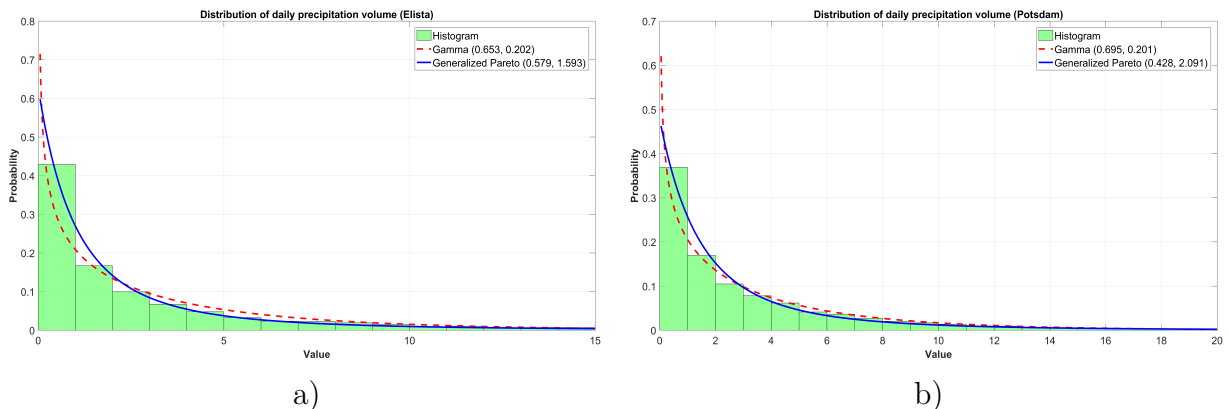 Distribution of daily precipitation volume (Elista)
0.8
0.7
0.6
0.5
0.4
0.3
0.2
0.1
0
Probability
Histogram
Gamma (0.653, 0.202)
Generalized Pareto (0.579, 1.593)
0 5 10 15
Value
a)
Distribution of daily precipitation volume (Potsdam)
0.7
0.6
0.5
0.4
0.3
0.2
0.1
0
Probability
Histogram
Gamma (0.695, 0.201)
Generalized Pareto (0.428, 2.091)
0 2 4 6 8 10 12 14 16 18 20
Value
b)